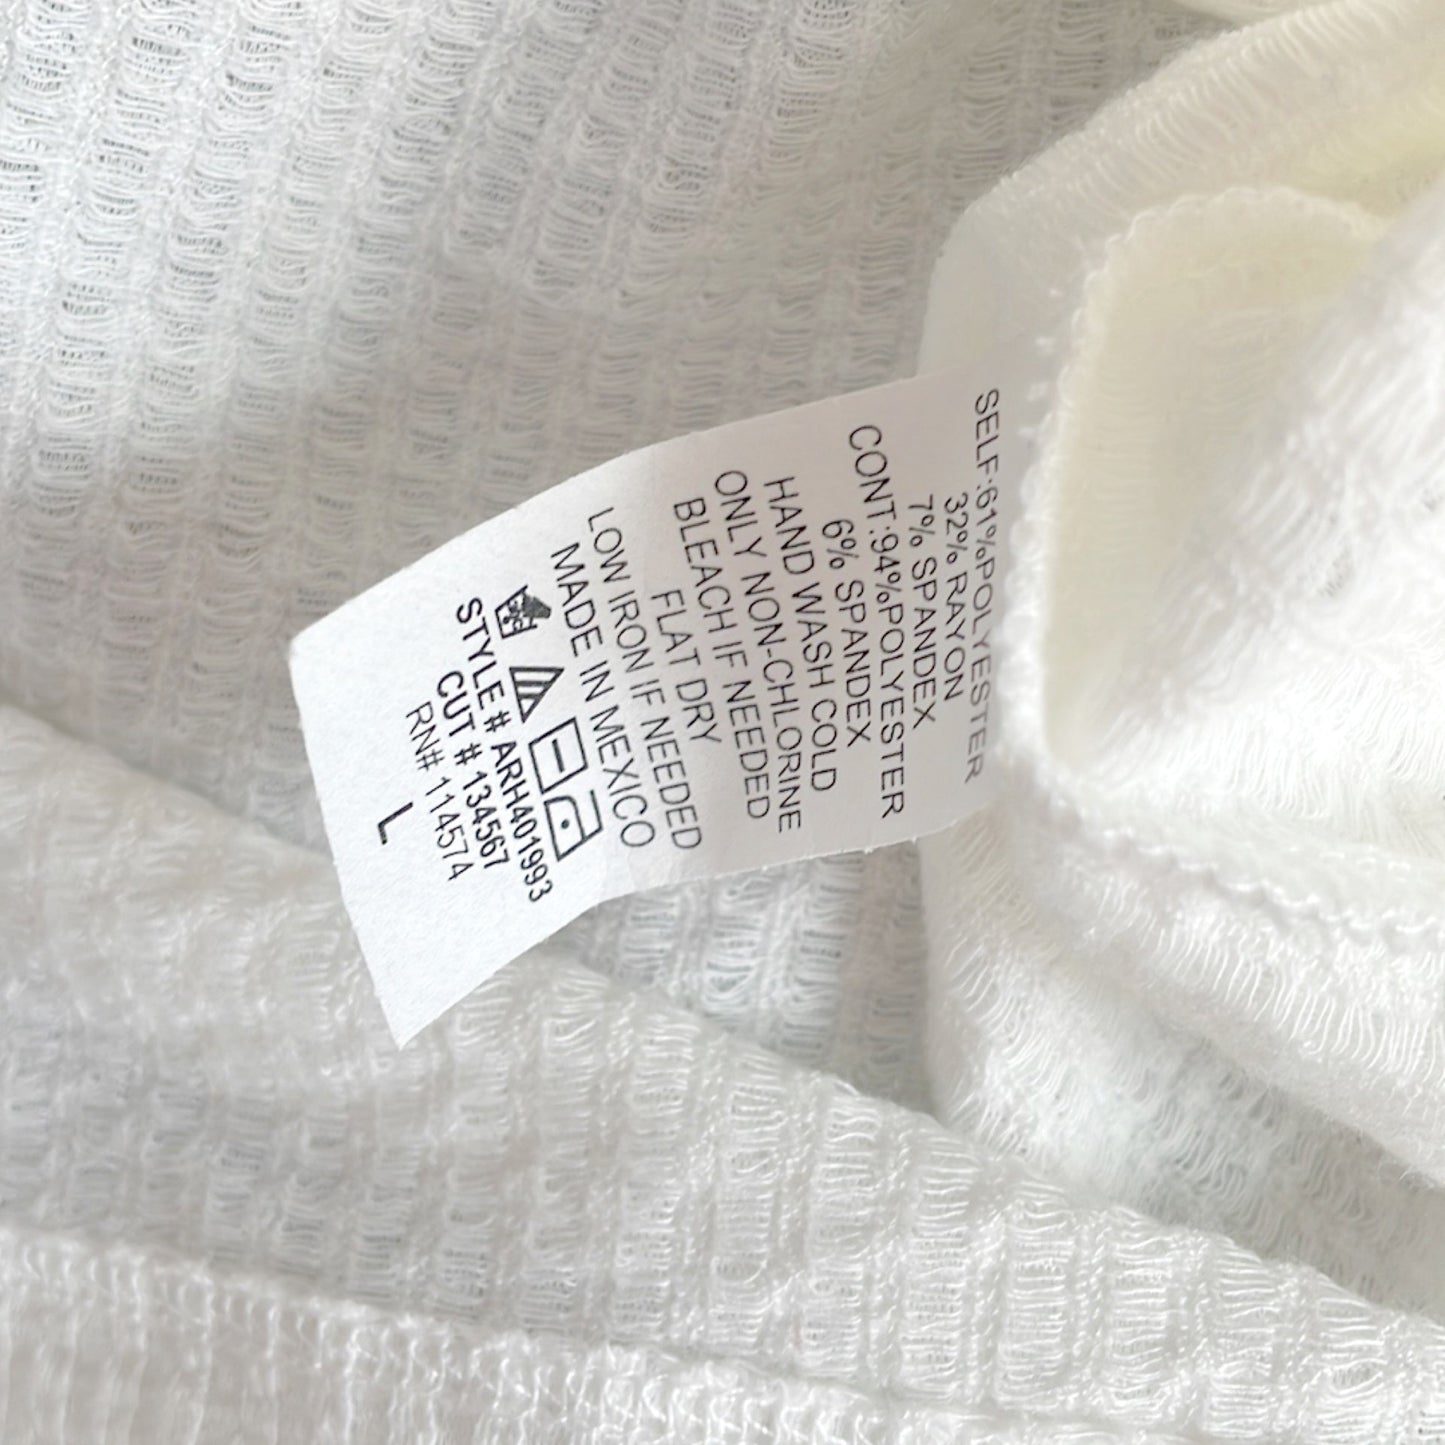 SELF:61%POLYESTER
32% RAYON
7% SPANDEX
CONT:94%POLYESTER
6% SPANDEX
HAND WASH COLD
ONLY NON-CHLORINE
BLEACH IF NEEDED
FLAT DRY
LOW IRON IF NEEDED
MADE IN MEXICO
STYLE# ARH401993
CUT # 134567
RN# 114574
L